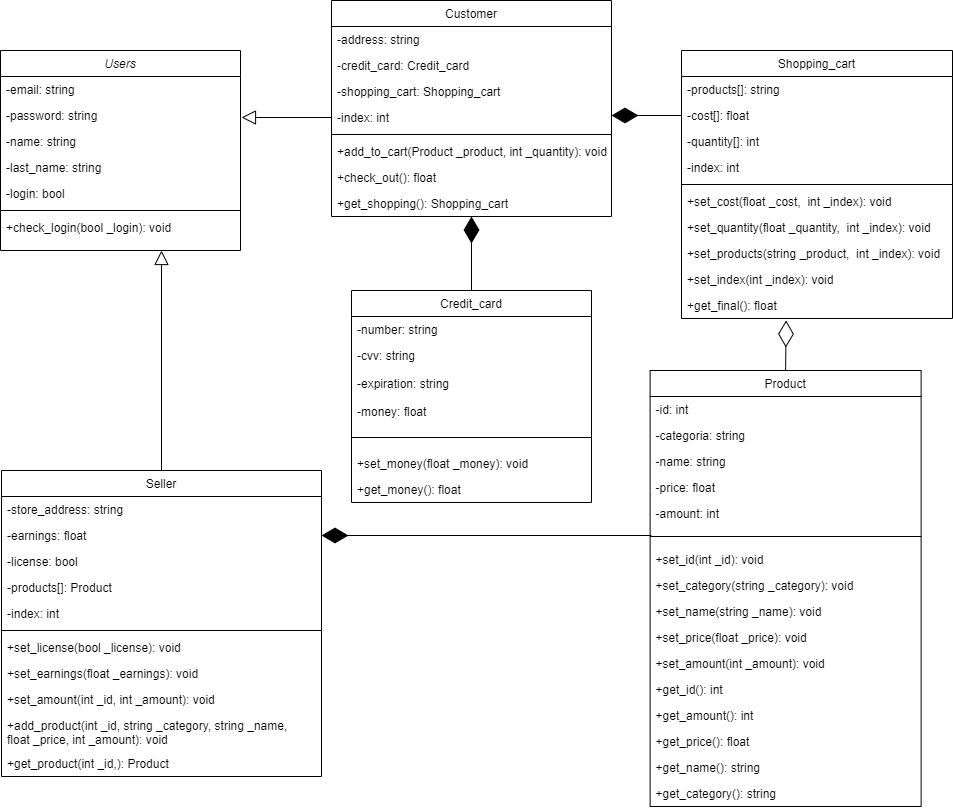 Customer
-address: string
-credit_card: Credit_card
-shopping_cart: Shopping_cart
-index: int
+add_to_cart(Product _product, int _quantity): void
+check_out(): float
+get_shopping(): Shopping_cart
Users
-email: string
-password: string
-name: string
-last_name: string
-login: bool
+check_login(bool _login): void
Shopping_cart
-products[]: string
-cost[]: float
-quantity[]: int
-index: int
+set_cost(float _cost, int _index): void
+set_quantity(float _quantity, int _index): void
+set_products(string _product, int _index): void
+set_index(int _index): void
+get_final(): float
Credit_card
-number: string
-cvv: string
-expiration: string
-money: float
+set_money(float _money): void
+get_money(): float
Product
-id: int
-categoria: string
-name: string
-price: float
-amount: int
+set_id(int _id): void
+set_category(string _category): void
+set_name(string _name): void
+set_price(float _price): void
+set_amount(int _amount): void
+get_id(): int
+get_amount(): int
+get_price(): float
+get_name(): string
+get_category(): string
Seller
-store_address: string
-earnings: float
-license: bool
-products[]: Product
-index: int
+set_license(bool _license): void
+set_earnings(float _earnings): void
+set_amount(int _id, int _amount): void
+add_product(int _id, string _category, string _name,
float _price, int _amount): void
+get_product(int _id,): Product